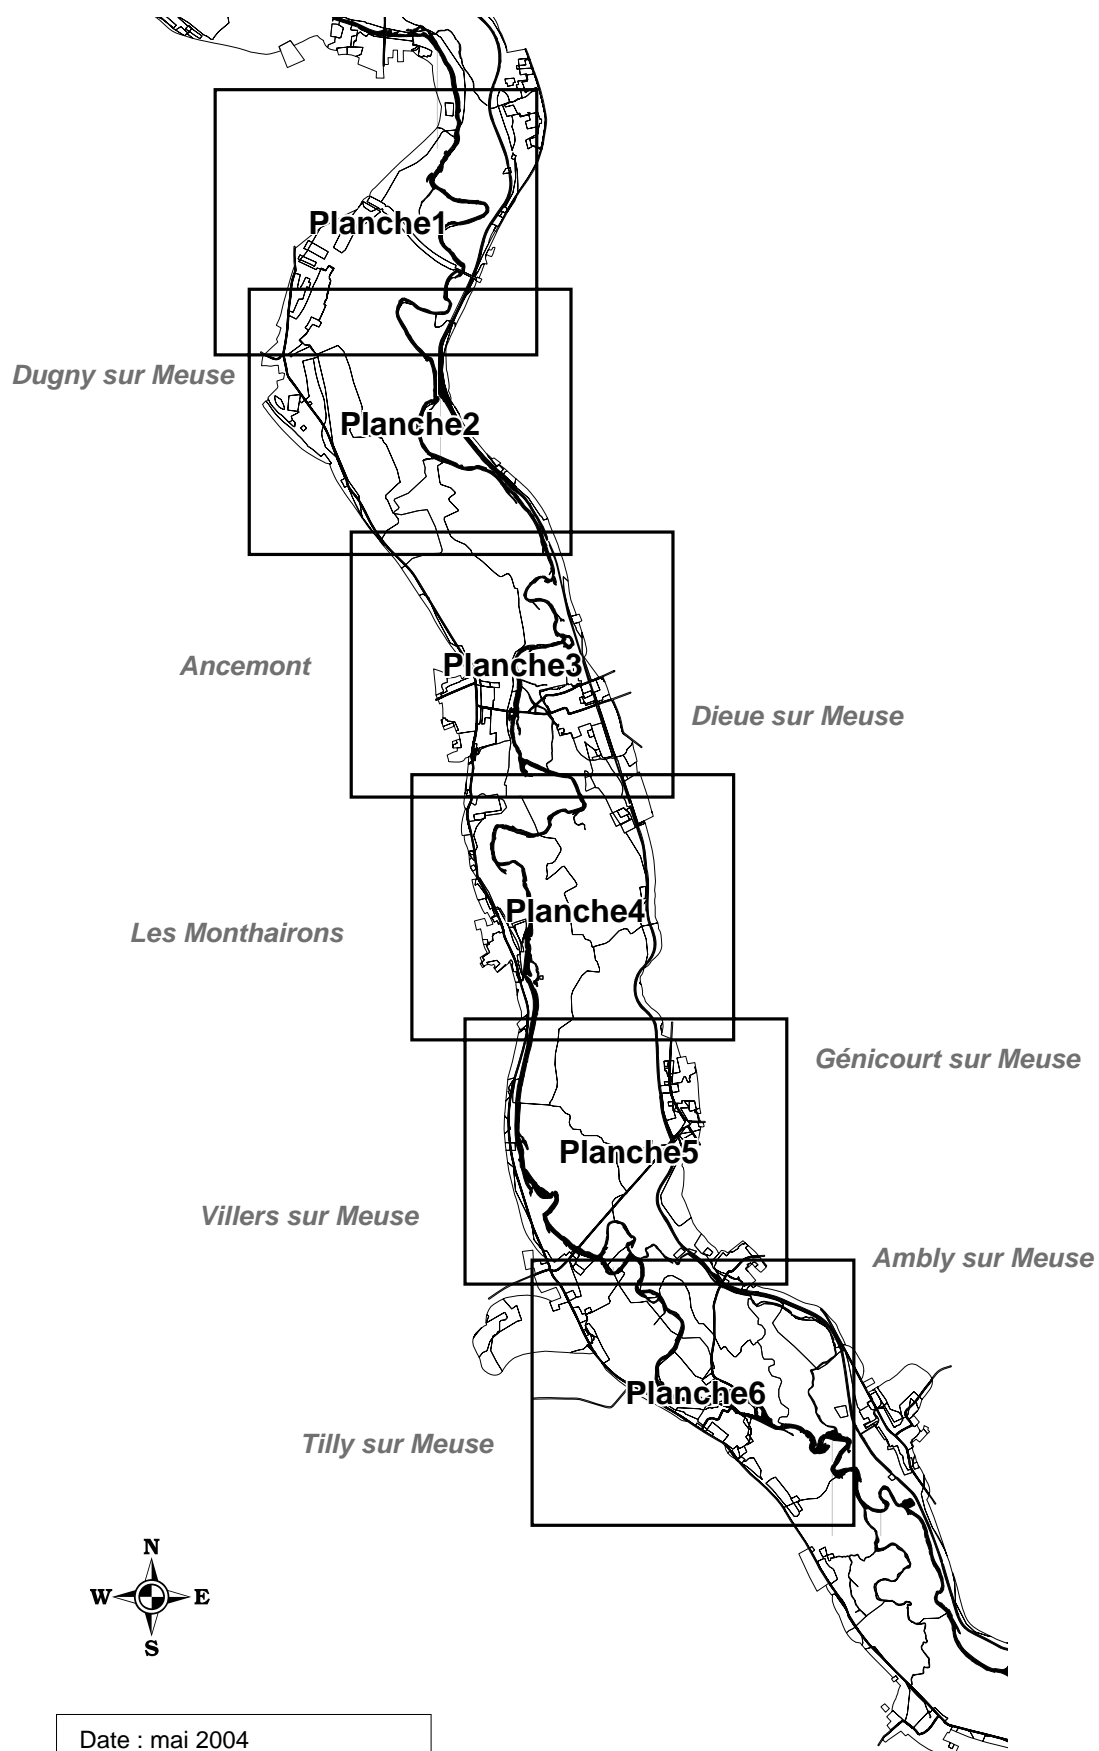 Planche1
Dugny sur Meuse
Planche2
Ancemont
Planche3
Dieue sur Meuse
Planche4
Les Monthairons
Génicourt sur Meuse
Planche5
Villers sur Meuse
Ambly sur Meuse
Planche6
Tilly sur Meuse
N
W E
S
Date : mai 2004